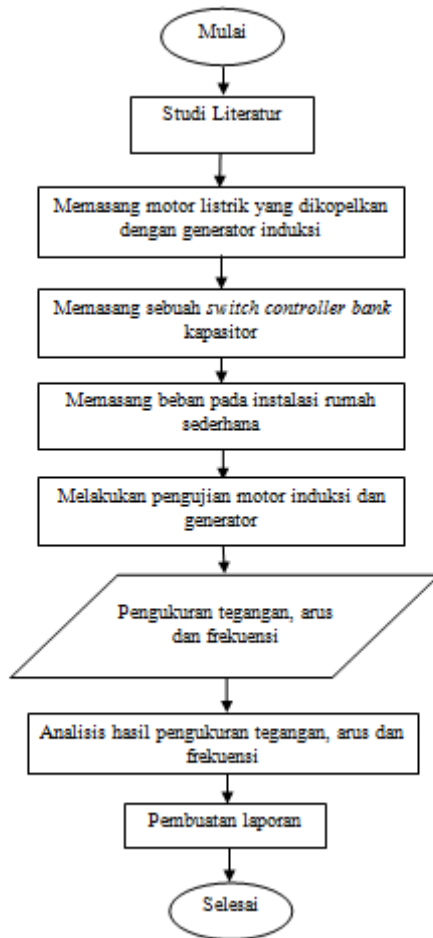 Mulai
Studi Literatur
Memasang motor listrik yang dikopelkan
dengan generator induksi
Memasang sebuah switch controller bank
kapasitor
Memasang beban pada instalasi rumah
sederhana
Melakukan pengujian motor induksi dan
generator
Pengukuran tegangan, arus
dan frekuensi
Analisis hasil pengukuran tegangan, arus dan
frekuensi
Pembuatan laporan
Selesai